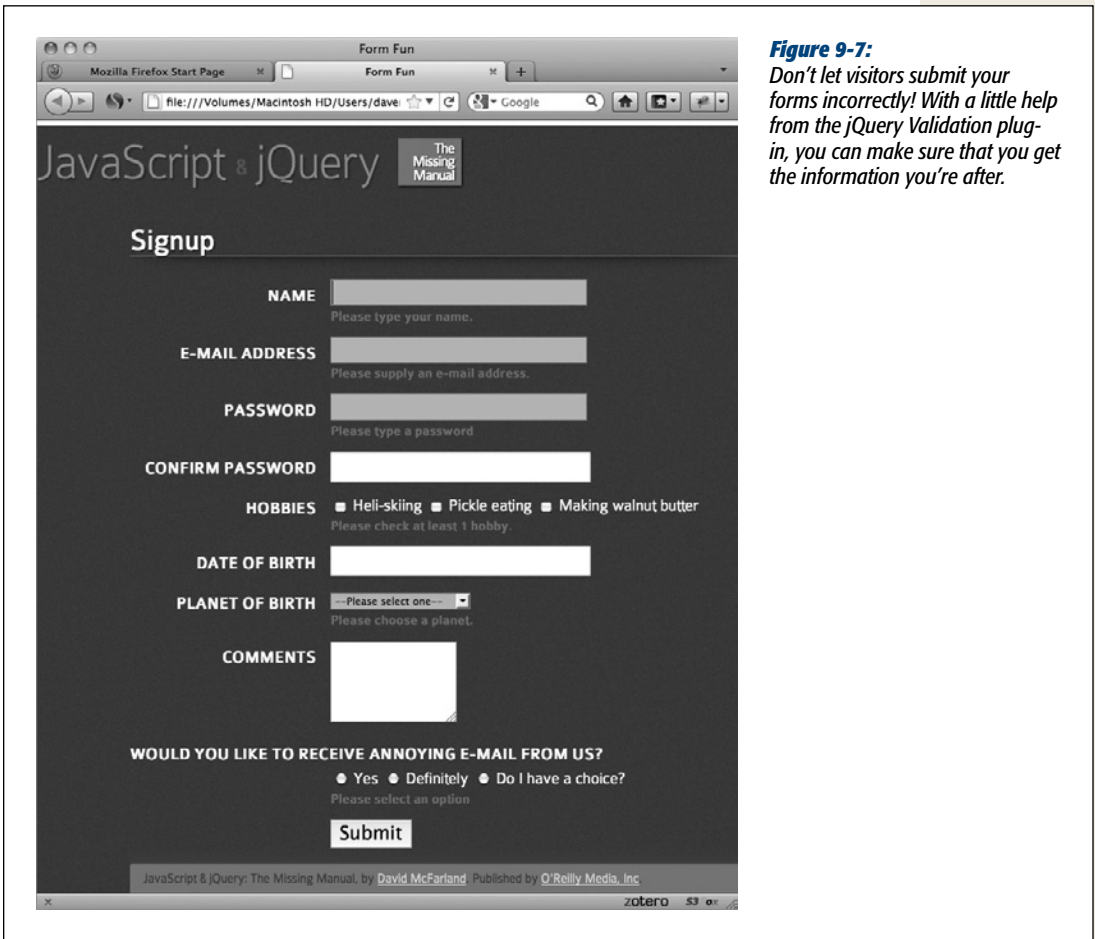 Form Fun
Mozilla Firefox Start Page
Form Fun
file:///Volumes/Macintosh HD/Users/dave
Google
JavaScript & jQuery
The
Missing
Manual
Signup
NAME
Please type your name.
E-MAIL ADDRESS
Please supply an e-mail address.
PASSWORD
Please type a password
CONFIRM PASSWORD
HOBBIES Heli-skiing Pickle eating Making walnut butter
Please check at least 1 hobby.
DATE OF BIRTH
PLANET OF BIRTH --Please select one--
Please choose a planet.
COMMENTS
WOULD YOU LIKE TO RECEIVE ANNOYING E-MAIL FROM US?
Yes Definitely Do I have a choice?
Please select an option
Submit
JavaScript & jQuery: The Missing Manual, by David McFarland. Published by O'Reilly Media, Inc
zotero S3
Figure 9-7:
Don't let visitors submit your
forms incorrectly! With a little help
from the jQuery Validation plug-
in, you can make sure that you get
the information you're after.